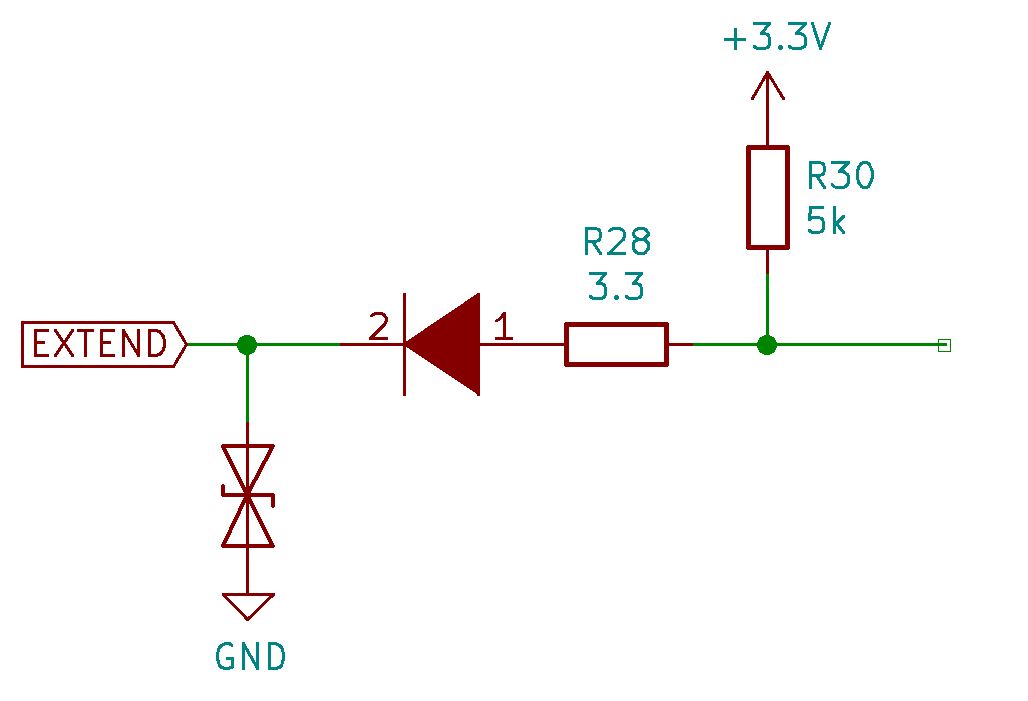 +3.3V
R30
5k
R28
3.3
EXTEND
2
1
GND